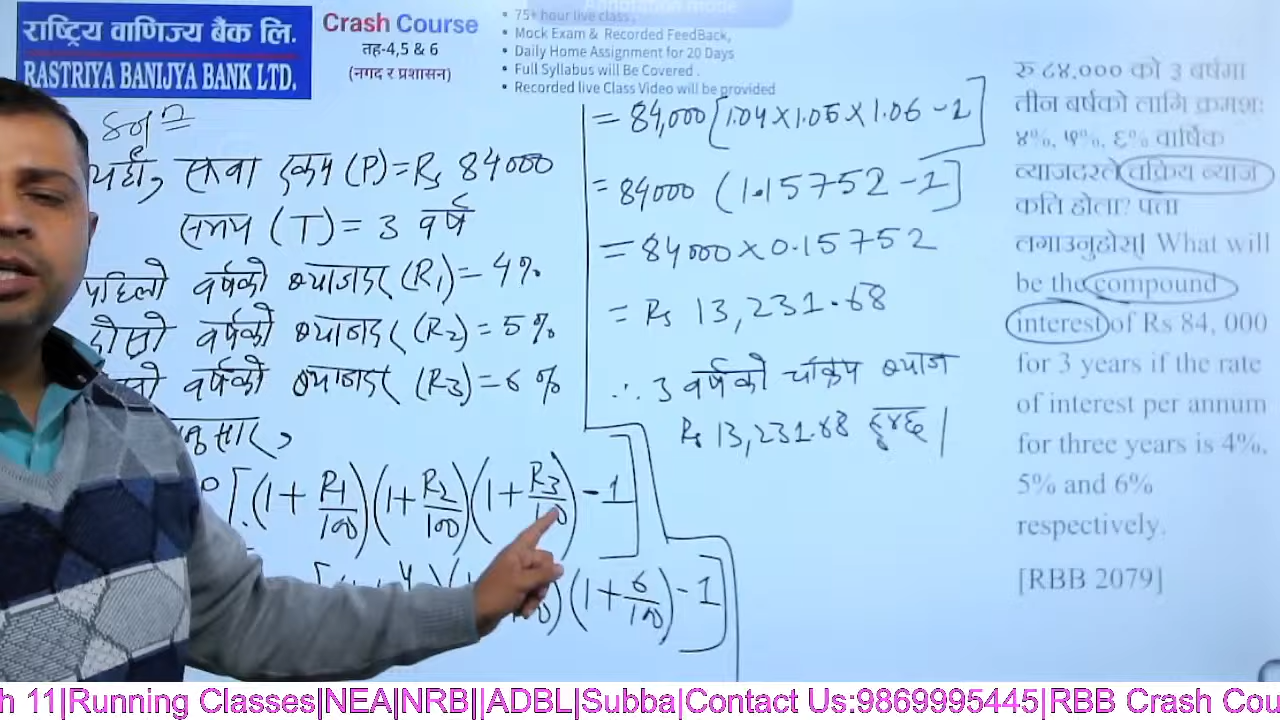 राष्ट्रिय वाणिज्य बैंक लि.
RASTRIYA BANIJYA BANK LTD.
Crash Course
तह-4,5 & 6
(नगद र प्रशासन)
• 75+ hour live class,
• Mock Exam & Recorded FeedBack,
• Daily Home Assignment for 20 Days
• Full Syllabus will Be Covered .
• Recorded live Class Video will be provided
यहाँ, (P) = Rs 84000
समय (T) = 3 वर्ष
पहिलो वर्षको ब्याजदर (R1) = 4%
दोस्रो वर्षको ब्याजदर (R2) = 5%
वर्षको ब्याजदर (R3) = 6%
नुसार,
[(1+R1/100)(1+R2/100)(1+R3/100)-1]
(1+6/100)-1]
= 84,000[1.04×1.05×1.06-1]
= 84000 (1.15752-1]
= 84000×0.15752
= Rs 13,231.68
∴ 3 वर्षको ब्याज
Rs 13,231.68 हुन्छ |
रु ८४,००० को ३ बर्षमा
तीन बर्षको लागि क्रमशः
४%, ५%, ६% वार्षिक
ब्याजदरले चक्रिय ब्याज
कति होला? पत्ता
लगाउनुहोस्| What will
be the compound
interest of Rs 84, 000
for 3 years if the rate
of interest per annum
for three years is 4%,
5% and 6%
respectively.
[RBB 2079]
h 11|Running Classes|NEA|NRB||ADBL|Subba|Contact Us:9869995445|RBB Crash Cou